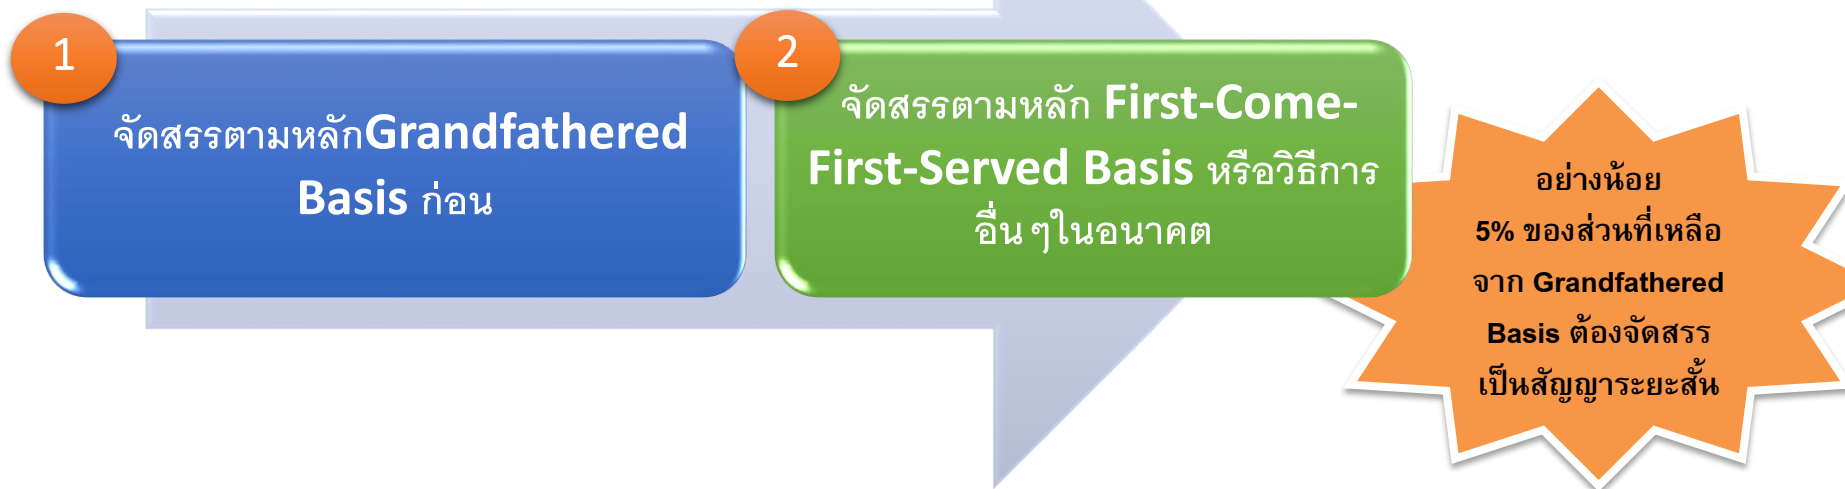 1
จัดสรรตามหลักGrandfathered
Basis ก่อน
2
จัดสรรตามหลัก First-Come-
First-Served Basis หรือวิธีการ
อื่น ๆในอนาคต
อย่างน้อย
5% ของส่วนที่เหลือ
จาก Grandfathered
Basis ต้องจัดสรร
เป็นสัญญาระยะสั้น